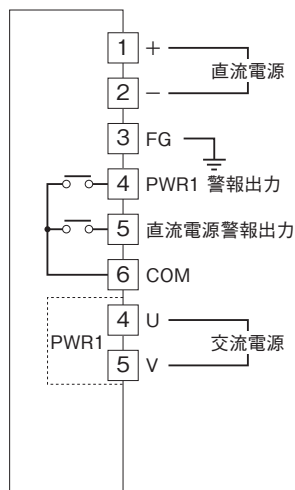 1 +
直流電源
2 −
3 FG
4 PWR1 警報出力
5 直流電源警報出力
6 COM
4 U
PWR1
交流電源
5 V